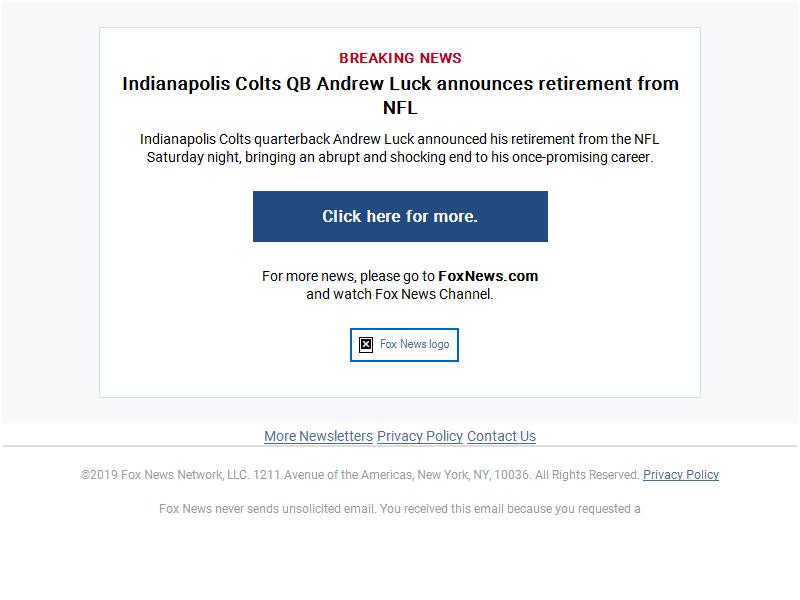 BREAKING NEWS
Indianapolis Colts QB Andrew Luck announces retirement from
NFL
Indianapolis Colts quarterback Andrew Luck announced his retirement from the NFL
Saturday night, bringing an abrupt and shocking end to his once-promising career.
Click here for more.
For more news, please go to FoxNews.com
and watch Fox News Channel.
Fox News logo
More Newsletters Privacy Policy Contact Us
©2019 Fox News Network, LLC. 1211 Avenue of the Americas, New York, NY, 10036. All Rights Reserved. Privacy Policy
Fox News never sends unsolicited email. You received this email because you requested a